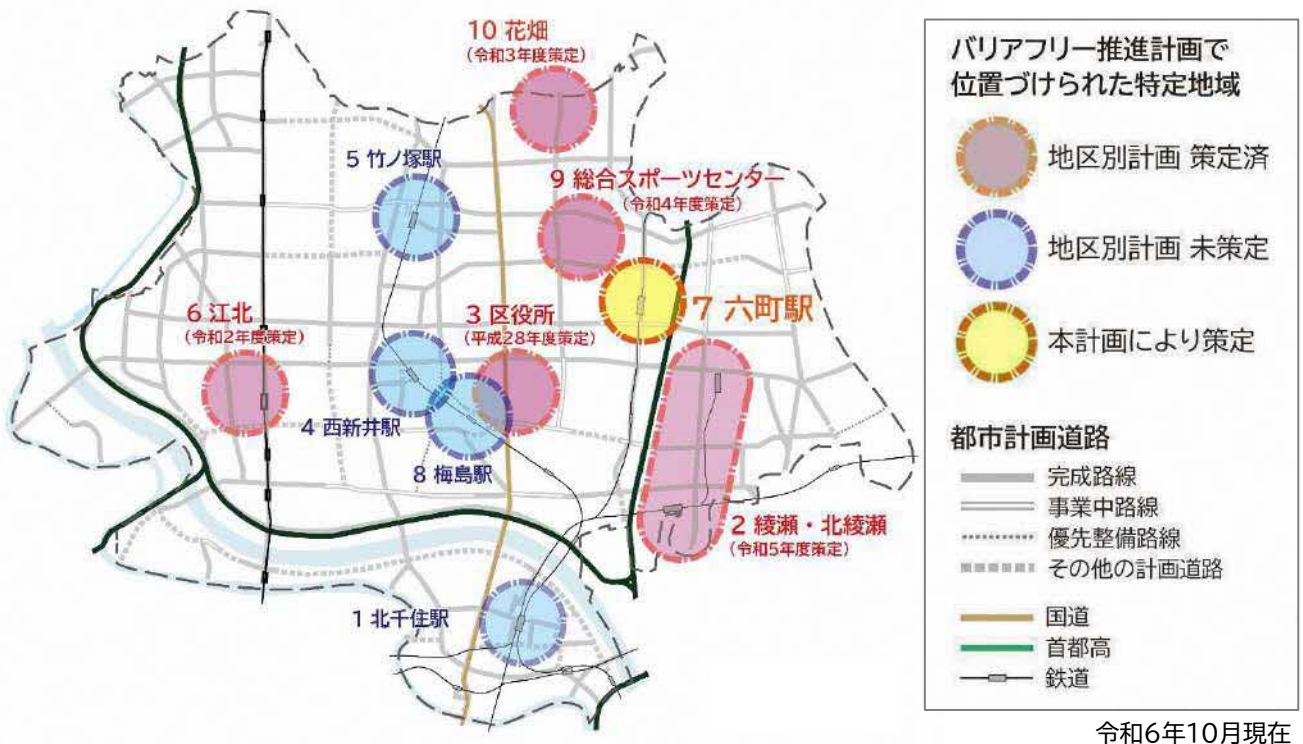 10 花畑
(令和3年度策定)
5 竹ノ塚駅
9 総合スポーツセンター
(令和4年度策定)
6 江北
(令和2年度策定)
3 区役所
(平成28年度策定)
7 六町駅
4 西新井駅
8 梅島駅
2 綾瀬・北綾瀬
(令和5年度策定)
1 北千住駅
バリアフリー推進計画で
位置づけられた特定地域
地区別計画 策定済
地区別計画 未策定
本計画により策定
都市計画道路
完成路線
事業中路線
優先整備路線
その他の計画道路
国道
首都高
鉄道
令和6年10月現在